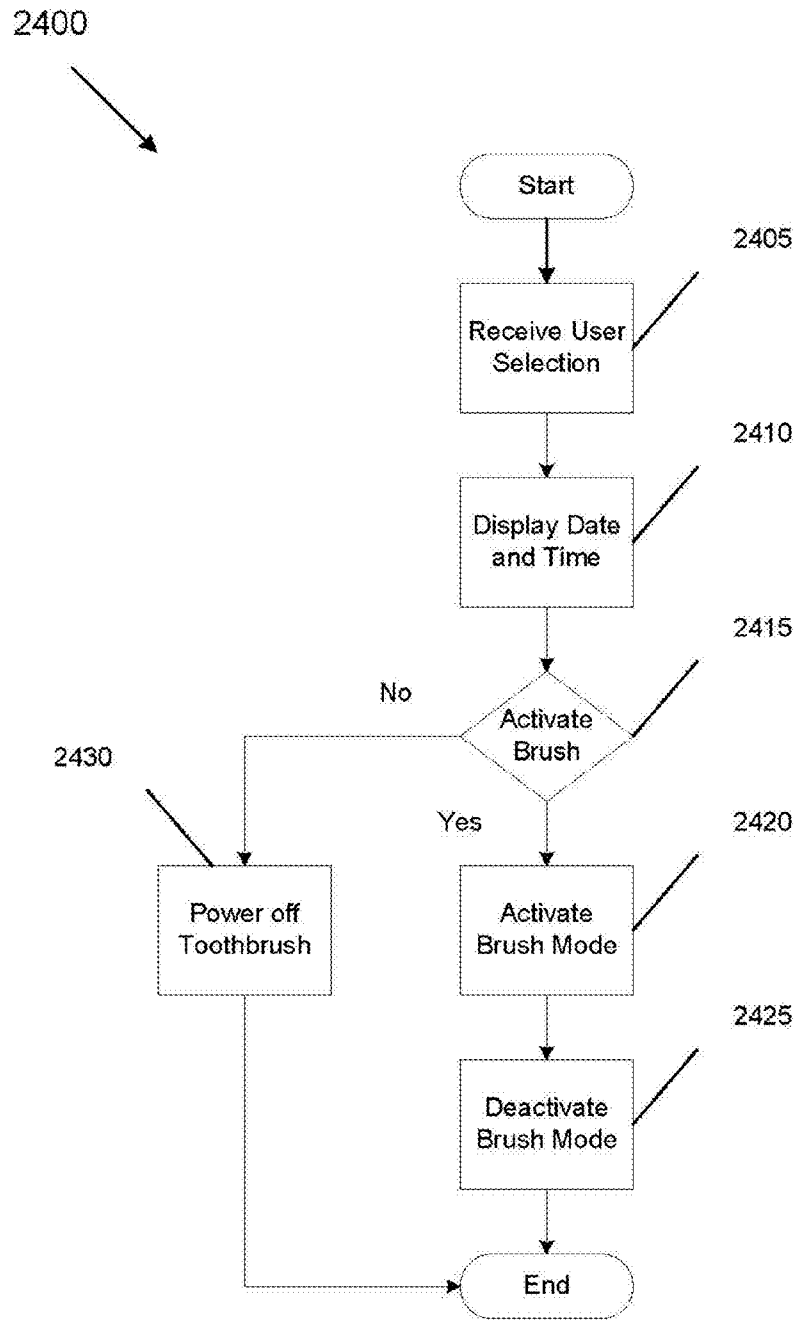 2400
Start
2405
Receive User
Selection
2410
Display Date
and Time
2415
No
Activate
Brush
2430
Yes
2420
Power off
Toothbrush
Activate
Brush Mode
2425
Deactivate
Brush Mode
End